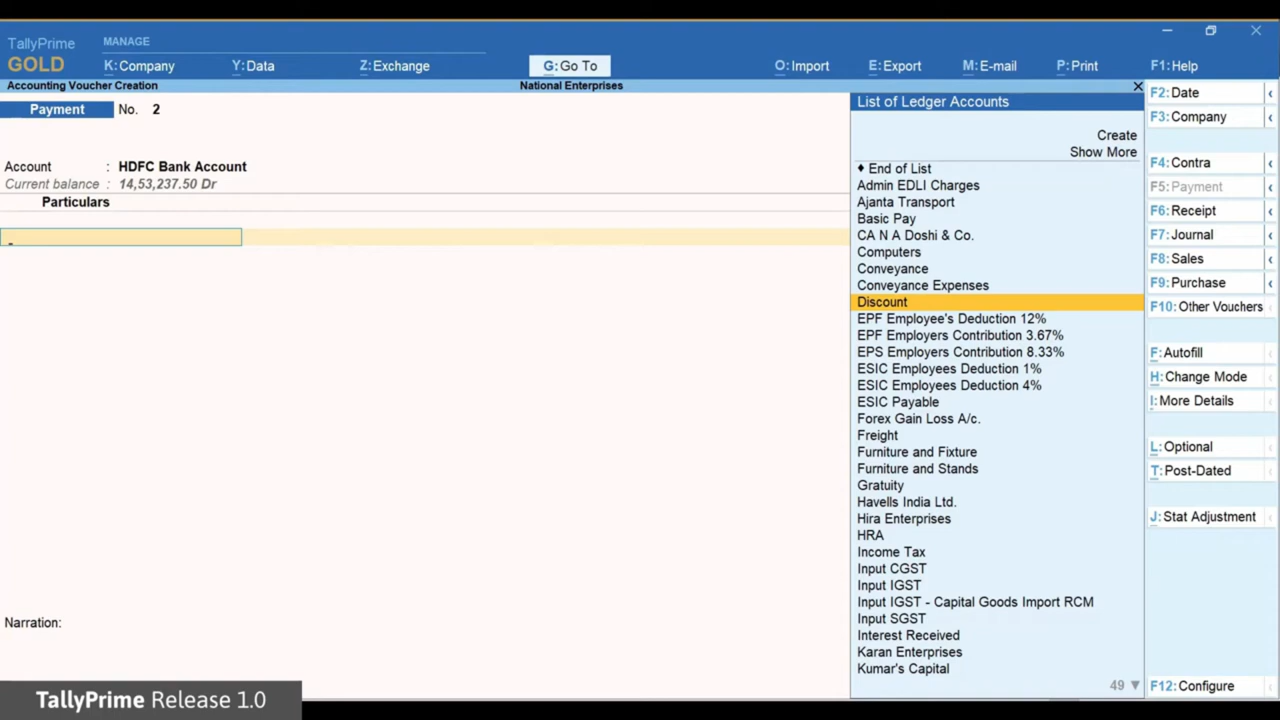 TallyPrime
GOLD
MANAGE
K:Company
Y:Data
Z:Exchange
G:Go To
O:Import
E:Export
M:E-mail
P:Print
F1:Help
Accounting Voucher Creation
National Enterprises
Payment No. 2
Account : HDFC Bank Account
Current balance : 14,53,237.50 Dr
Particulars
Narration:
List of Ledger Accounts
Create
Show More
♦ End of List
Admin EDLI Charges
Ajanta Transport
Basic Pay
CA N A Doshi & Co.
Computers
Conveyance
Conveyance Expenses
Discount
EPF Employee's Deduction 12%
EPF Employers Contribution 3.67%
EPS Employers Contribution 8.33%
ESIC Employees Deduction 1%
ESIC Employees Deduction 4%
ESIC Payable
Forex Gain Loss A/c.
Freight
Furniture and Fixture
Furniture and Stands
Gratuity
Havells India Ltd.
Hira Enterprises
HRA
Income Tax
Input CGST
Input IGST
Input IGST - Capital Goods Import RCM
Input SGST
Interest Received
Karan Enterprises
Kumar's Capital
49 ▼
F2:Date
F3:Company
F4:Contra
F5:Payment
F6:Receipt
F7:Journal
F8:Sales
F9:Purchase
F10:Other Vouchers
F:Autofill
H:Change Mode
I:More Details
L:Optional
T:Post-Dated
J:Stat Adjustment
F12:Configure
TallyPrime Release 1.0